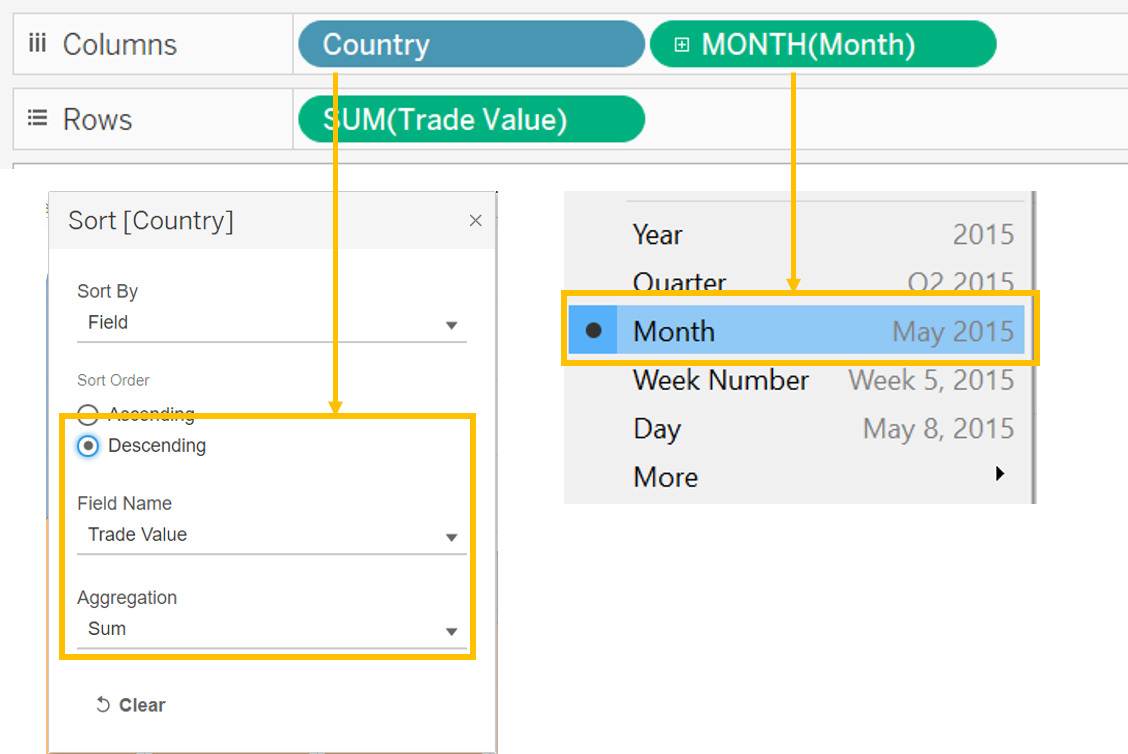 Columns Country MONTH(Month)
Rows SUM(Trade Value)
Sort [Country]
Sort By
Field
Sort Order
Ascending
Descending
Field Name
Trade Value
Aggregation
Sum
Clear
Year 2015
Quarter Q2 2015
Month May 2015
Week Number Week 5, 2015
Day May 8, 2015
More